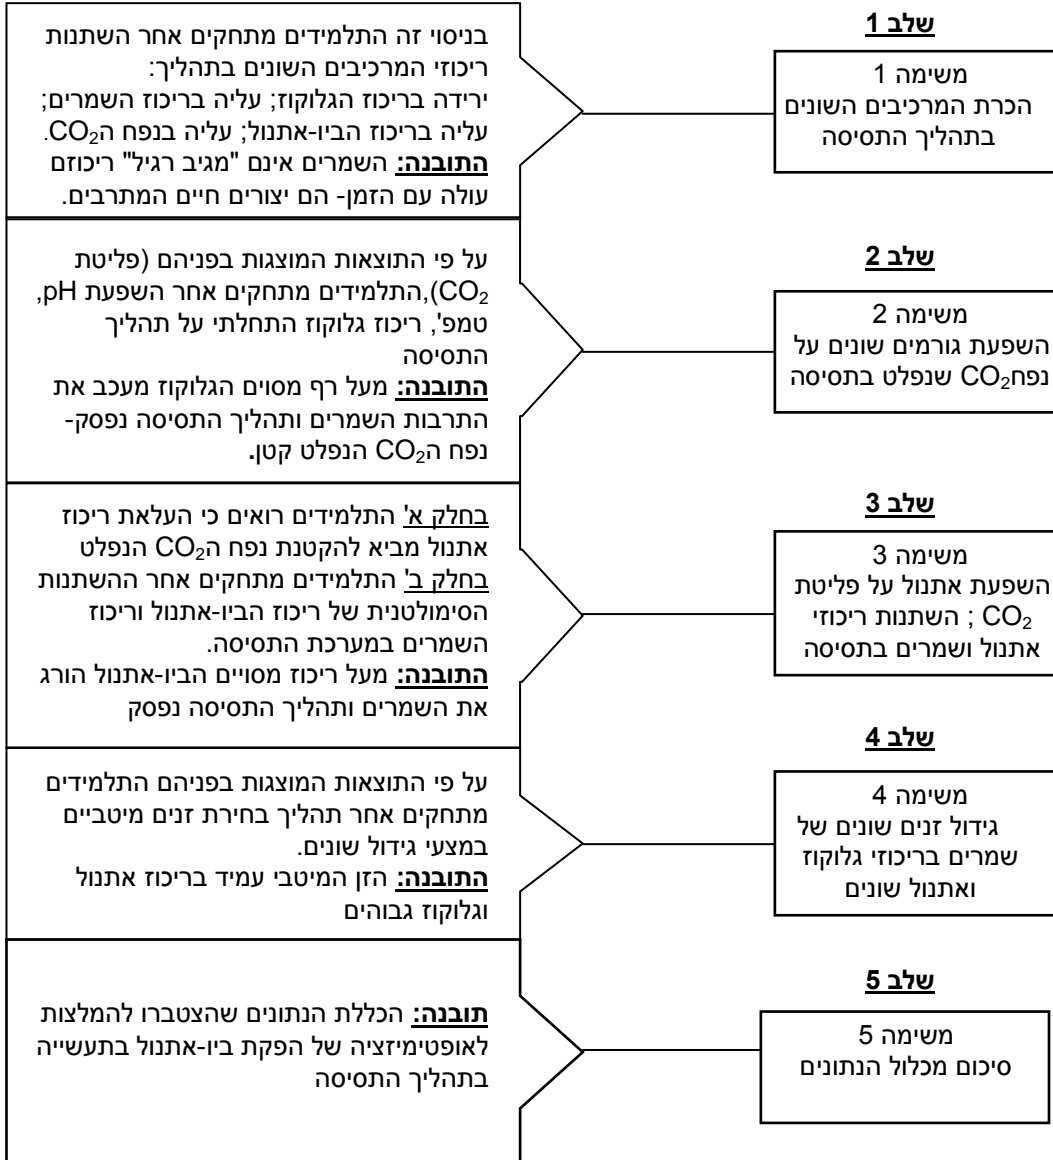 שלב 1
משימה 1
הכרת המרכיבים השונים
בתהליך התסיסה
בניסוי זה התלמידים מתחקים אחר השתנות
ריכוזי המרכיבים השונים בתהליך:
ירידה בריכוז הגלוקוז; עליה בריכוז השמרים;
עליה בריכוז הביו-אתנול; עליה בנפח הCO₂.
התובנה: השמרים אינם "מגיב רגיל" ריכוזם
עולה עם הזמן- הם יצורים חיים המתרבים.
שלב 2
משימה 2
השפעת גורמים שונים על
נפחCO₂ שנפלט בתסיסה
על פי התוצאות המוצגות בפניהם (פליטת
CO₂),התלמידים מתחקים אחר השפעת pH,
טמפ', ריכוז גלוקוז התחלתי על תהליך
התסיסה
התובנה: מעל רף מסוים הגלוקוז מעכב את
התרבות השמרים ותהליך התסיסה נפסק-
נפח הCO₂ הנפלט קטן.
שלב 3
משימה 3
השפעת אתנול על פליטת
CO₂ ; השתנות ריכוזי
אתנול ושמרים בתסיסה
בחלק א' התלמידים רואים כי העלאת ריכוז
אתנול מביא להקטנת נפח הCO₂ הנפלט
בחלק ב' התלמידים מתחקים אחר ההשתנות
הסימולטנית של ריכוז הביו-אתנול וריכוז
השמרים במערכת התסיסה.
התובנה: מעל ריכוז מסויים הביו-אתנול הורג
את השמרים ותהליך התסיסה נפסק
שלב 4
משימה 4
גידול זנים שונים של
שמרים בריכוזי גלוקוז
ואתנול שונים
על פי התוצאות המוצגות בפניהם התלמידים
מתחקים אחר תהליך בחירת זנים מיטביים
במצעי גידול שונים.
התובנה: הזן המיטבי עמיד בריכוז אתנול
וגלוקוז גבוהים
שלב 5
משימה 5
סיכום מכלול הנתונים
תובנה: הכללת הנתונים שהצטברו להמלצות
לאופטימיזציה של הפקת ביו-אתנול בתעשייה
בתהליך התסיסה